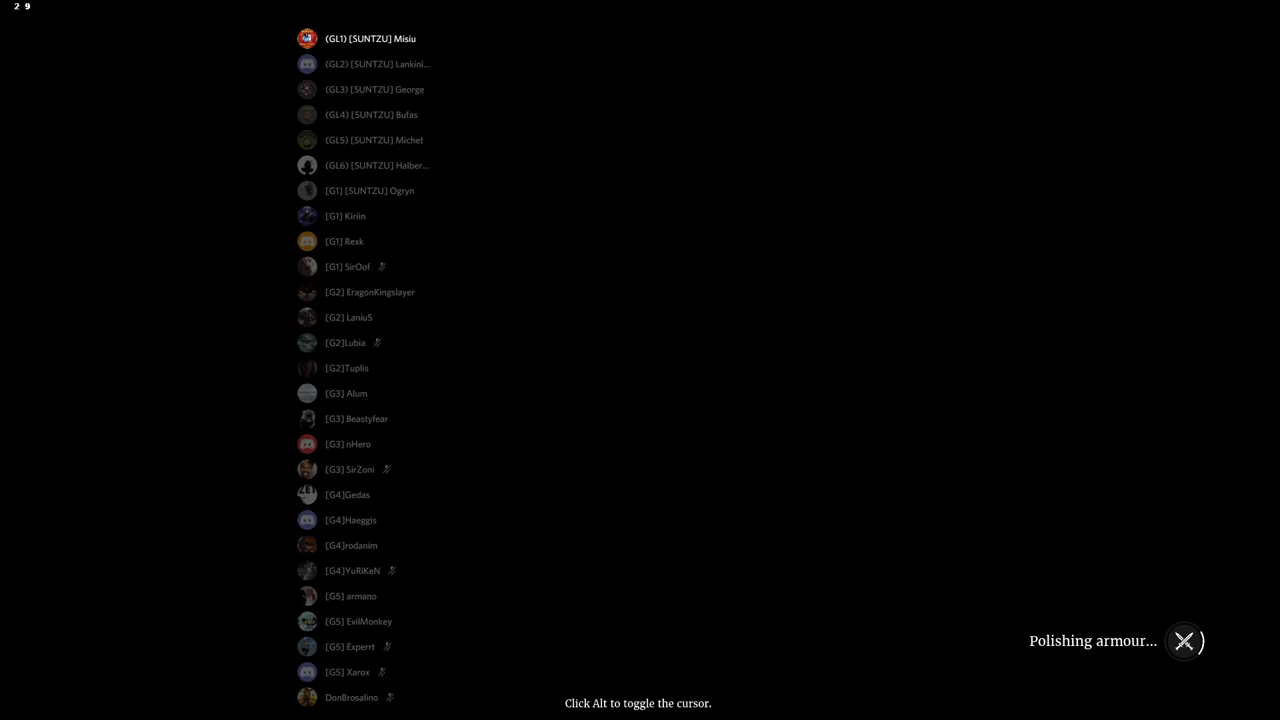 2 9
(GL1) [SUNTZU] Misiu
(GL2) [SUNTZU] Lankini...
(GL3) [SUNTZU] George
(GL4) [SUNTZU] Bufas
(GL5) [SUNTZU] Michet
(GL6) [SUNTZU] Halber...
[G1] [SUNTZU] Ogryn
[G1] Kiriin
[G1] Rexk
[G1] SirOof
[G2] EragonKingslayer
[G2] LaniuS
[G2]Lubia
[G2]Tuplis
[G3] Alum
[G3] Beastyfear
[G3] nHero
[G3] SirZoni
[G4]Gedas
[G4]Haeggis
[G4]rodanim
[G4]YuRiKeN
[G5] armano
[G5] EvilMonkey
[G5] Experrt
[G5] Xarox
DonBrosalino
Polishing armour...
Click Alt to toggle the cursor.